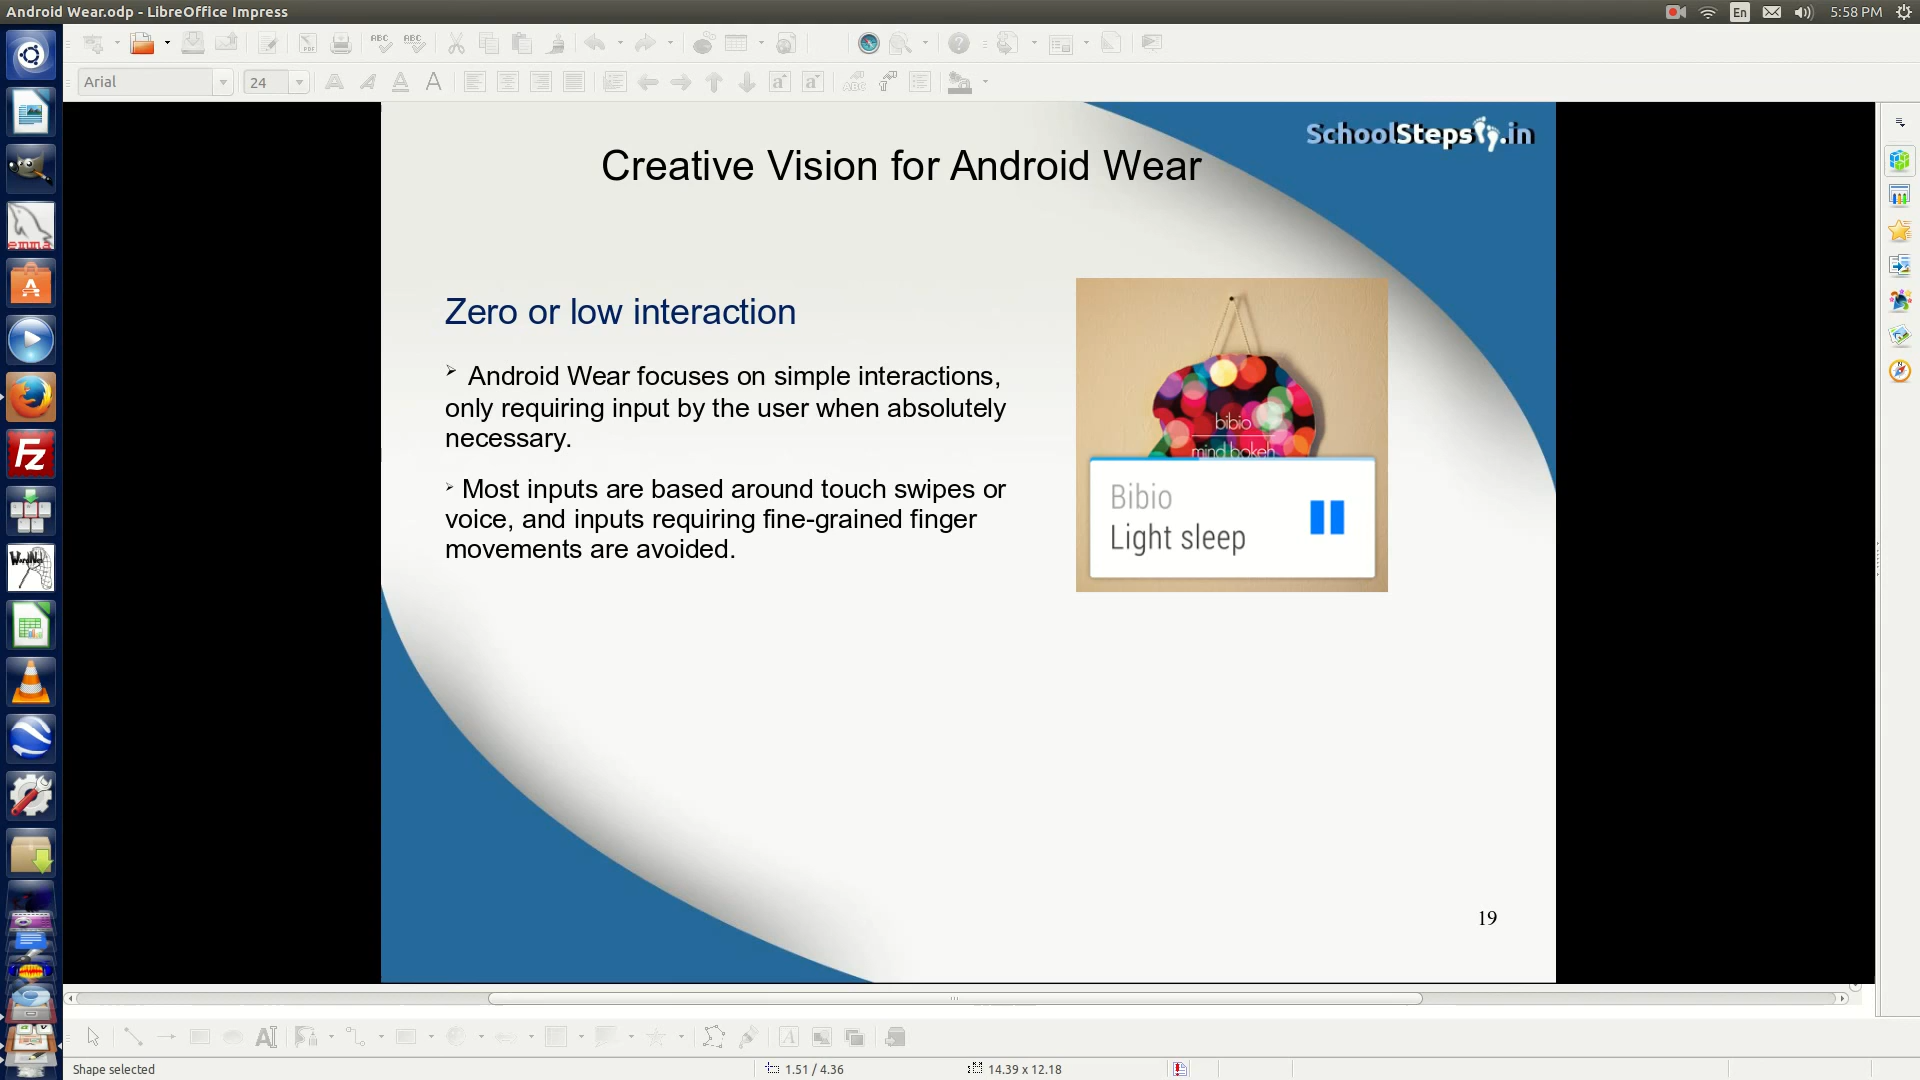 Android Wear.odp - LibreOffice Impress
En
5:58 PM
Arial
24
SchoolSteps.in
Creative Vision for Android Wear
Zero or low interaction
➢ Android Wear focuses on simple interactions,
only requiring input by the user when absolutely
necessary.
➢ Most inputs are based around touch swipes or
voice, and inputs requiring fine-grained finger
movements are avoided.
bibio
mind bokeh
Bibio
Light sleep
19
Shape selected
1.51 / 4.36
14.39 x 12.18